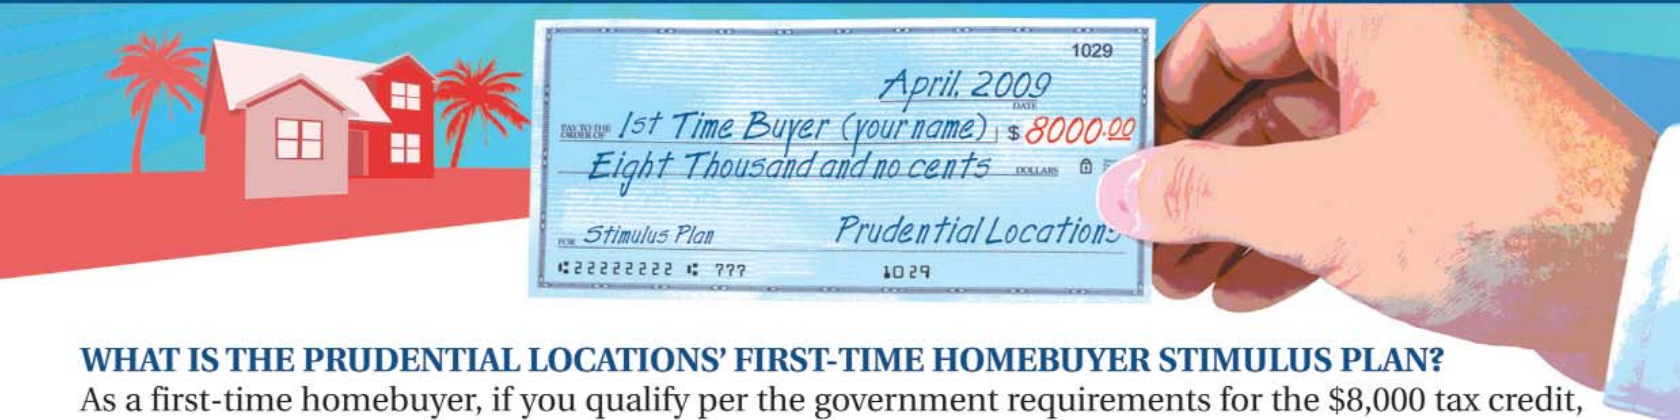 1029
April, 2009
DATE
PAY TO THE
ORDER OF
1st Time Buyer (your name) $ 8000.00
Eight Thousand and no cents DOLLARS
FOR Stimulus Plan Prudential Locations
⑆22222222 ⑆ 777 1029
WHAT IS THE PRUDENTIAL LOCATIONS’ FIRST-TIME HOMEBUYER STIMULUS PLAN?
As a first-time homebuyer, if you qualify per the government requirements for the $8,000 tax credit,